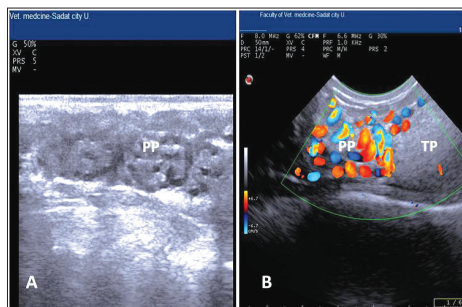 Vet. medcine-Sadat city U.
G 50%
XV C
PRS 5
MV -
PP
A
Faculty of Vet. medcine-Sadat city U.
F 8.0 MHz G 62% CFM F 6.6 MHz G 30%
D 50mm XV C PRF 1.0 KHz
PRC 14/1/- PRS 4 PRC M/H PRS 2
PST 1/2 MV - WF M
PP
TP
B